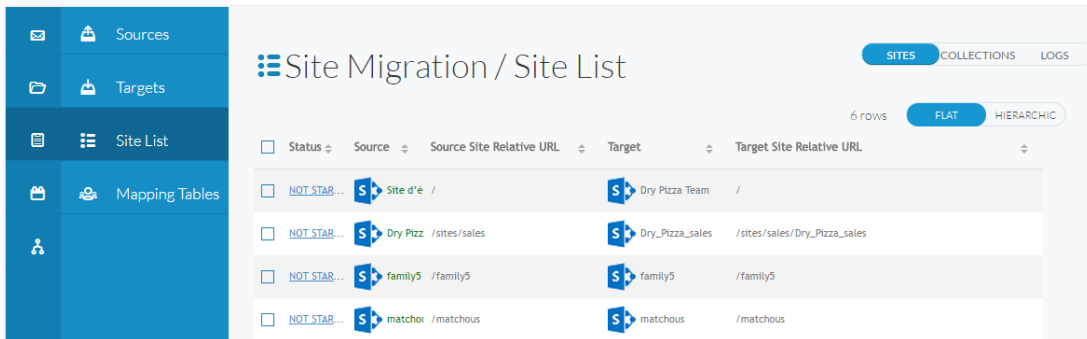 Sources
Targets
Site List
Mapping Tables
Site Migration / Site List
SITES COLLECTIONS LOGS
6 rows FLAT HIERARCHIC
Status Source Source Site Relative URL Target Target Site Relative URL
NOT STAR... Site d'é / Dry Pizza Team /
NOT STAR... Dry Pizz /sites/sales Dry_Pizza_sales /sites/sales/Dry_Pizza_sales
NOT STAR... family5 /family5 family5 /family5
NOT STAR... matchou /matchous matchous /matchous